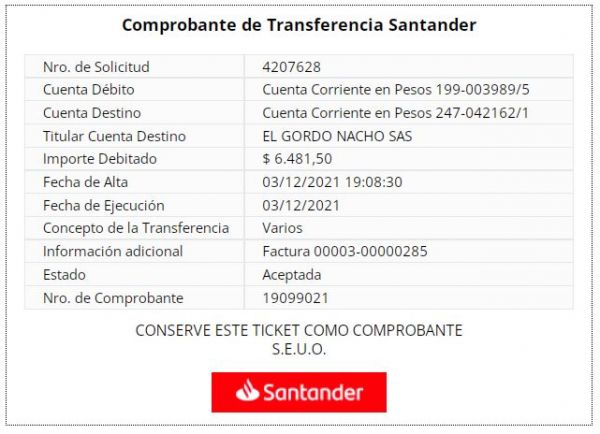 Comprobante de Transferencia Santander
Nro. de Solicitud 4207628
Cuenta Débito Cuenta Corriente en Pesos 199-003989/5
Cuenta Destino Cuenta Corriente en Pesos 247-042162/1
Titular Cuenta Destino EL GORDO NACHO SAS
Importe Debitado $ 6.481,50
Fecha de Alta 03/12/2021 19:08:30
Fecha de Ejecución 03/12/2021
Concepto de la Transferencia Varios
Información adicional Factura 00003-00000285
Estado Aceptada
Nro. de Comprobante 19099021
CONSERVE ESTE TICKET COMO COMPROBANTE
S.E.U.O.
Santander